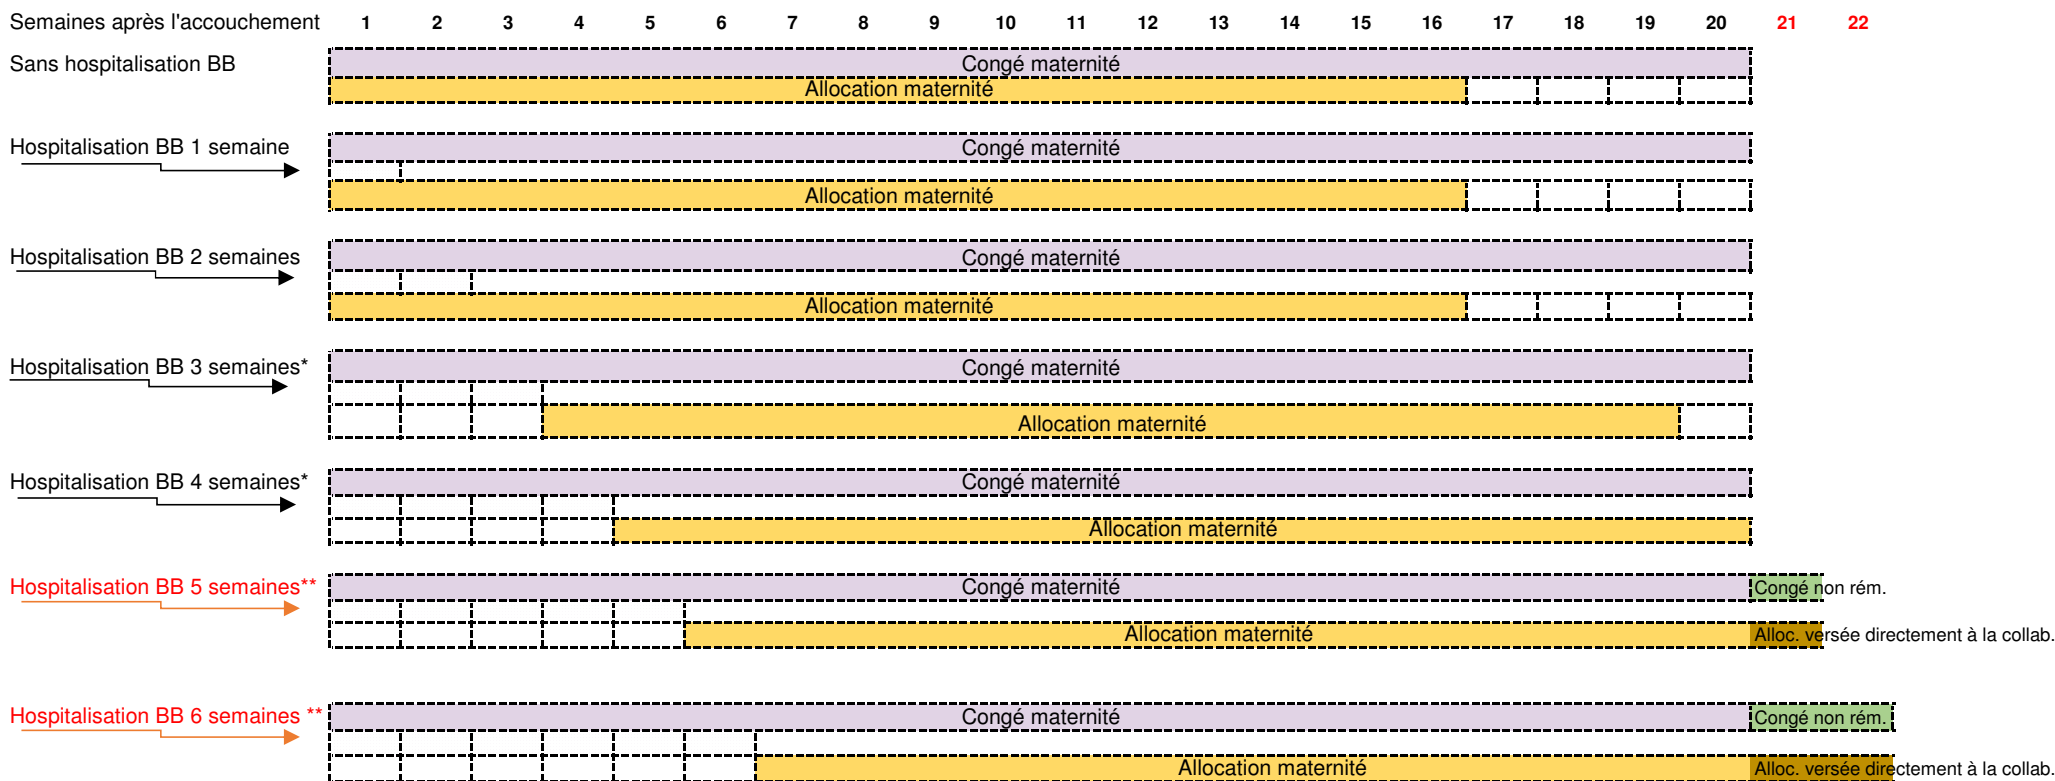 Semaines après l'accouchement 1 2 3 4 5 6 7 8 9 10 11 12 13 14 15 16 17 18 19 20 21 22
Sans hospitalisation BB Congé maternité
Allocation maternité
Hospitalisation BB 1 semaine Congé maternité
Allocation maternité
Hospitalisation BB 2 semaines Congé maternité
Allocation maternité
Hospitalisation BB 3 semaines* Congé maternité
Allocation maternité
Hospitalisation BB 4 semaines* Congé maternité
Allocation maternité
Hospitalisation BB 5 semaines** Congé maternité Congé non rém.
Allocation maternité Alloc. versée directement à la collab.
Hospitalisation BB 6 semaines ** Congé maternité Congé non rém.
Allocation maternité Alloc. versée directement à la collab.